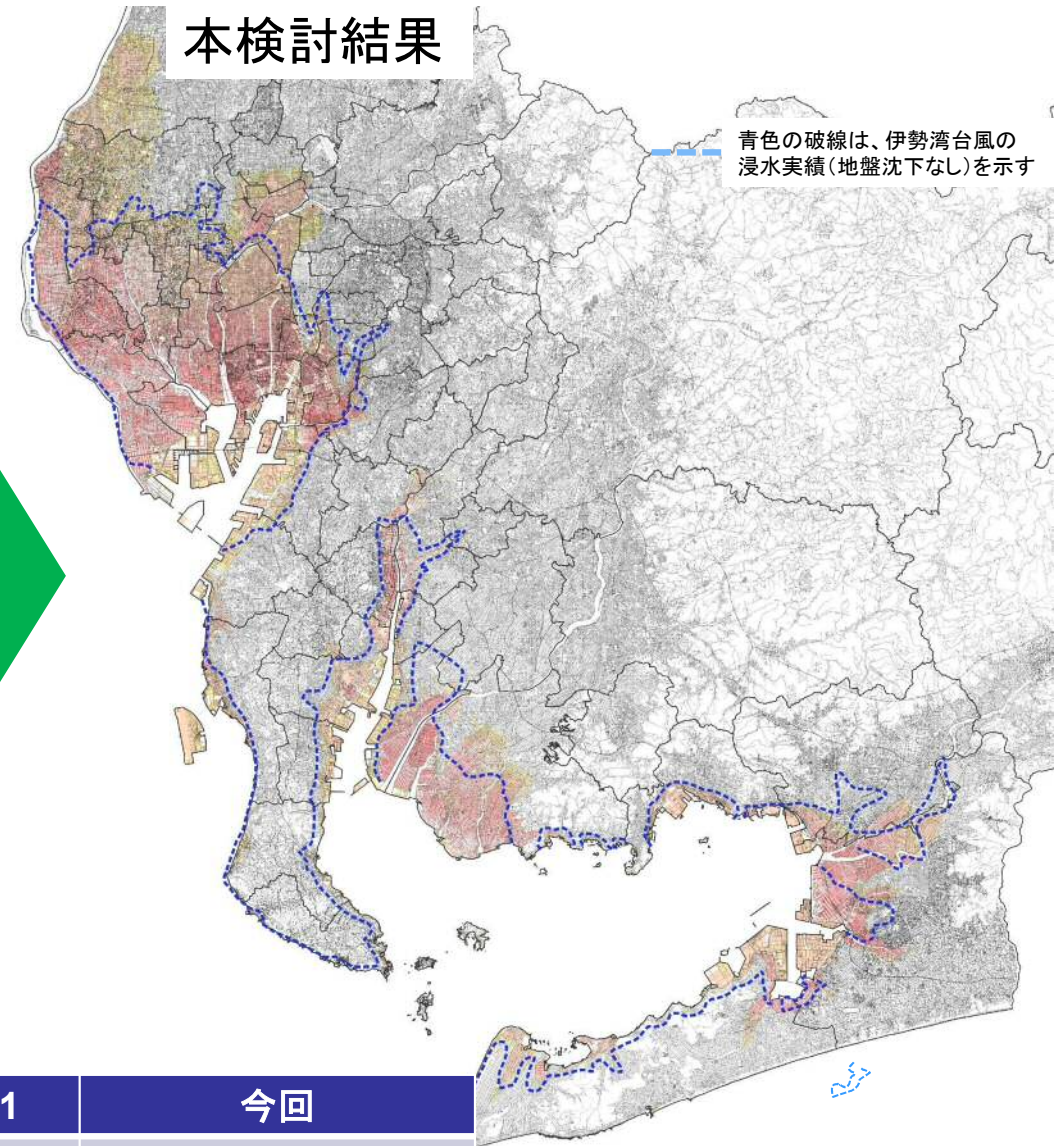 本検討結果
青色の破線は、伊勢湾台風の
浸水実績(地盤沈下なし)を示す
1
今回